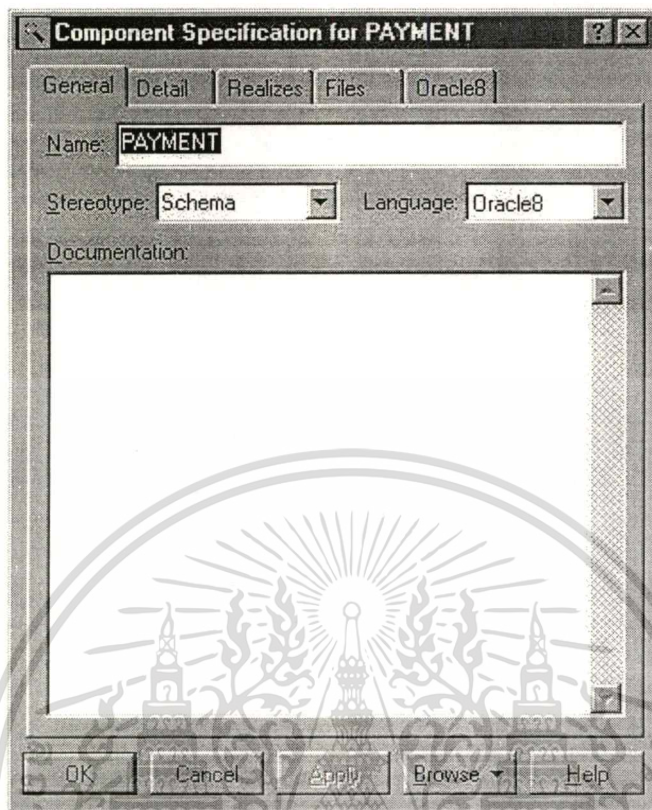 Component Specification for PAYMENT
General Detail Realizes Files Oracle8
Name: PAYMENT
Stereotype: Schema Language: Oracle8
Documentation:
OK Cancel Apply Browse Help